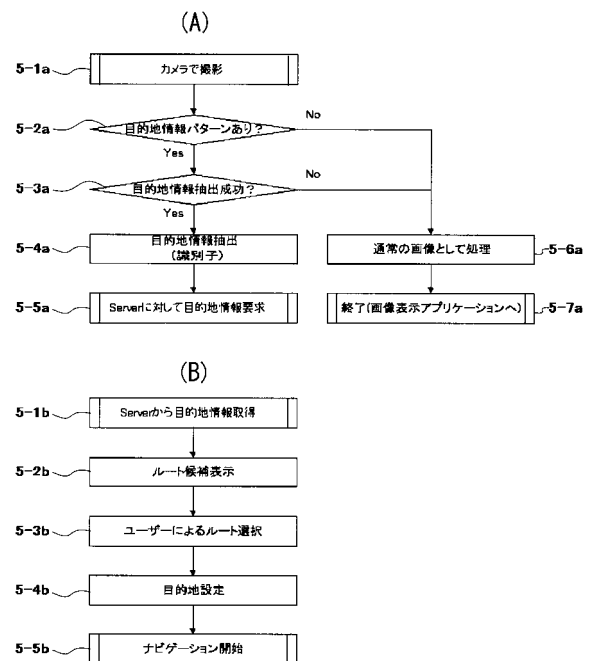 (A)
5-1a
カメラで撮影
5-2a
目的地情報パターンあり?
No
Yes
5-3a
目的地情報抽出成功?
No
Yes
5-4a
目的地情報抽出
(識別子)
通常の画像として処理
5-6a
5-5a
Serverに対して目的地情報要求
終了(画像表示アプリケーションへ)
5-7a
(B)
5-1b
Serverから目的地情報取得
5-2b
ルート候補表示
5-3b
ユーザーによるルート選択
5-4b
目的地設定
5-5b
ナビゲーション開始